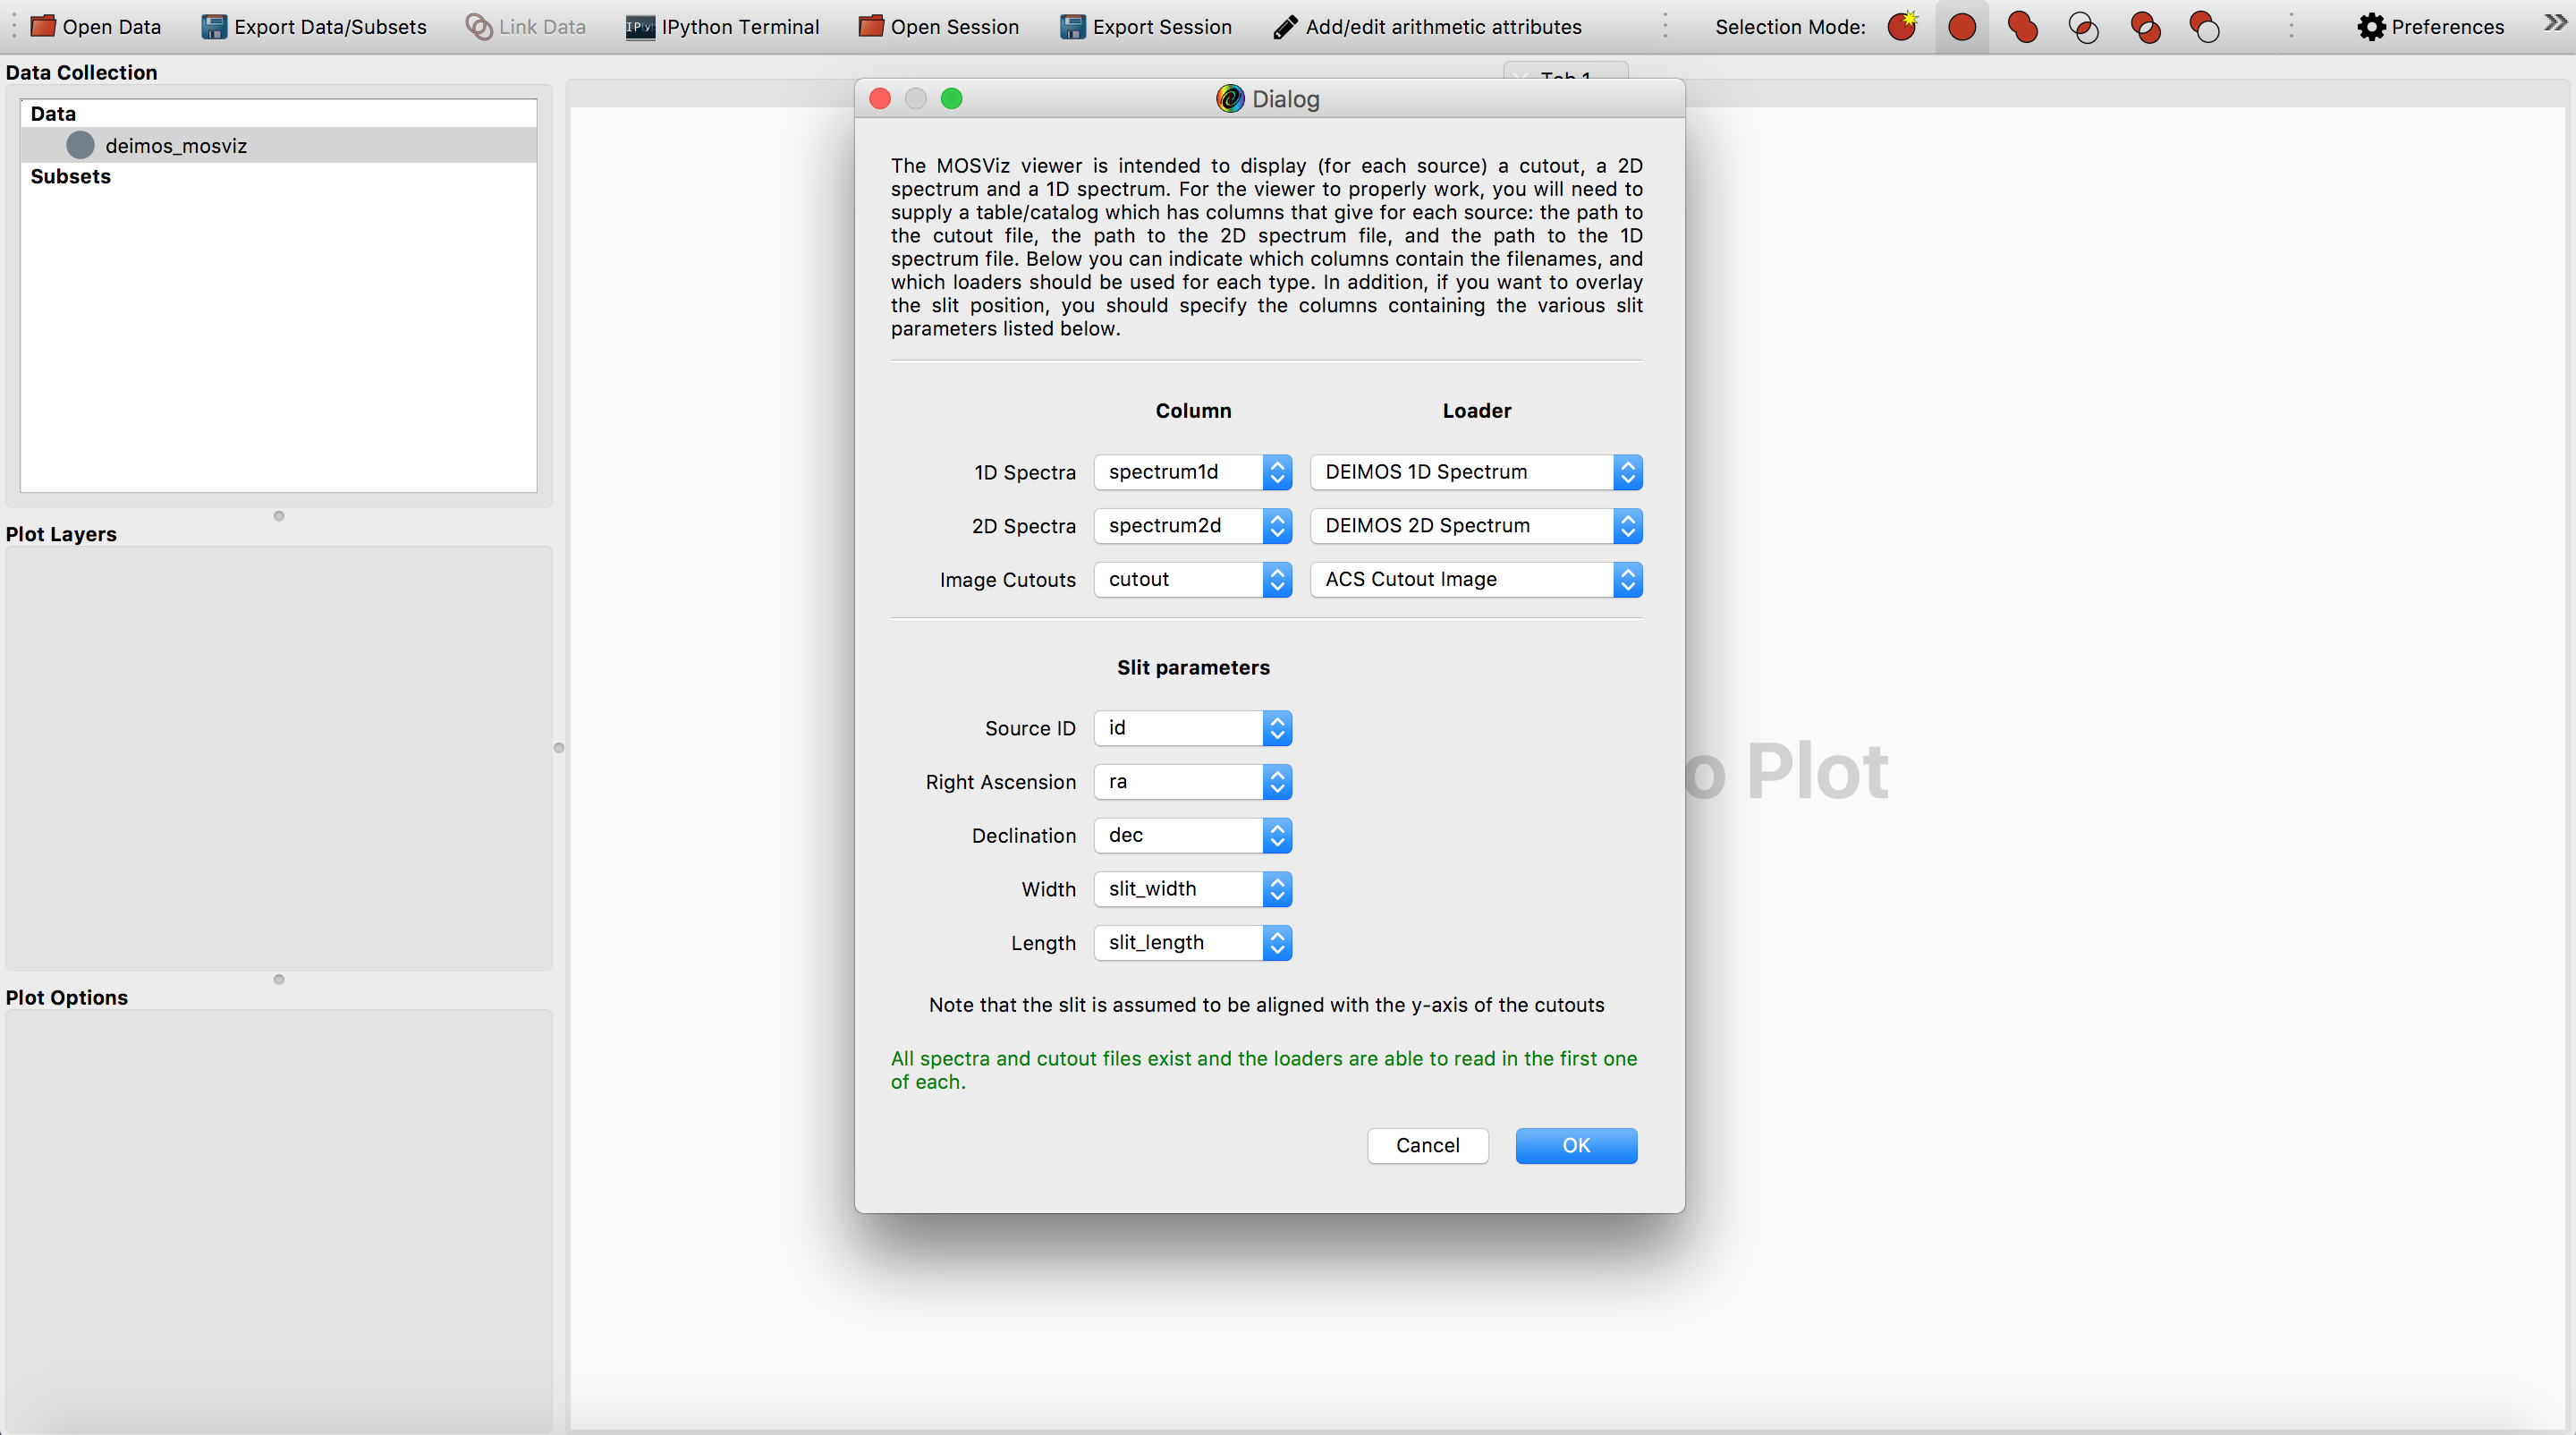 Open Data
Export Data/Subsets
Link Data
IPython Terminal
Open Session
Export Session
Add/edit arithmetic attributes
Selection Mode:
Preferences
Data Collection
Data
deimos_mosviz
Subsets
Plot Layers
Plot Options
Dialog
The MOSViz viewer is intended to display (for each source) a cutout, a 2D
spectrum and a 1D spectrum. For the viewer to properly work, you will need to
supply a table/catalog which has columns that give for each source: the path to
the cutout file, the path to the 2D spectrum file, and the path to the 1D
spectrum file. Below you can indicate which columns contain the filenames, and
which loaders should be used for each type. In addition, if you want to overlay
the slit position, you should specify the columns containing the various slit
parameters listed below.
Column Loader
1D Spectra spectrum1d DEIMOS 1D Spectrum
2D Spectra spectrum2d DEIMOS 2D Spectrum
Image Cutouts cutout ACS Cutout Image
Slit parameters
Source ID id
Right Ascension ra
Declination dec
Width slit_width
Length slit_length
Note that the slit is assumed to be aligned with the y-axis of the cutouts
All spectra and cutout files exist and the loaders are able to read in the first one
of each.
Cancel OK
o Plot